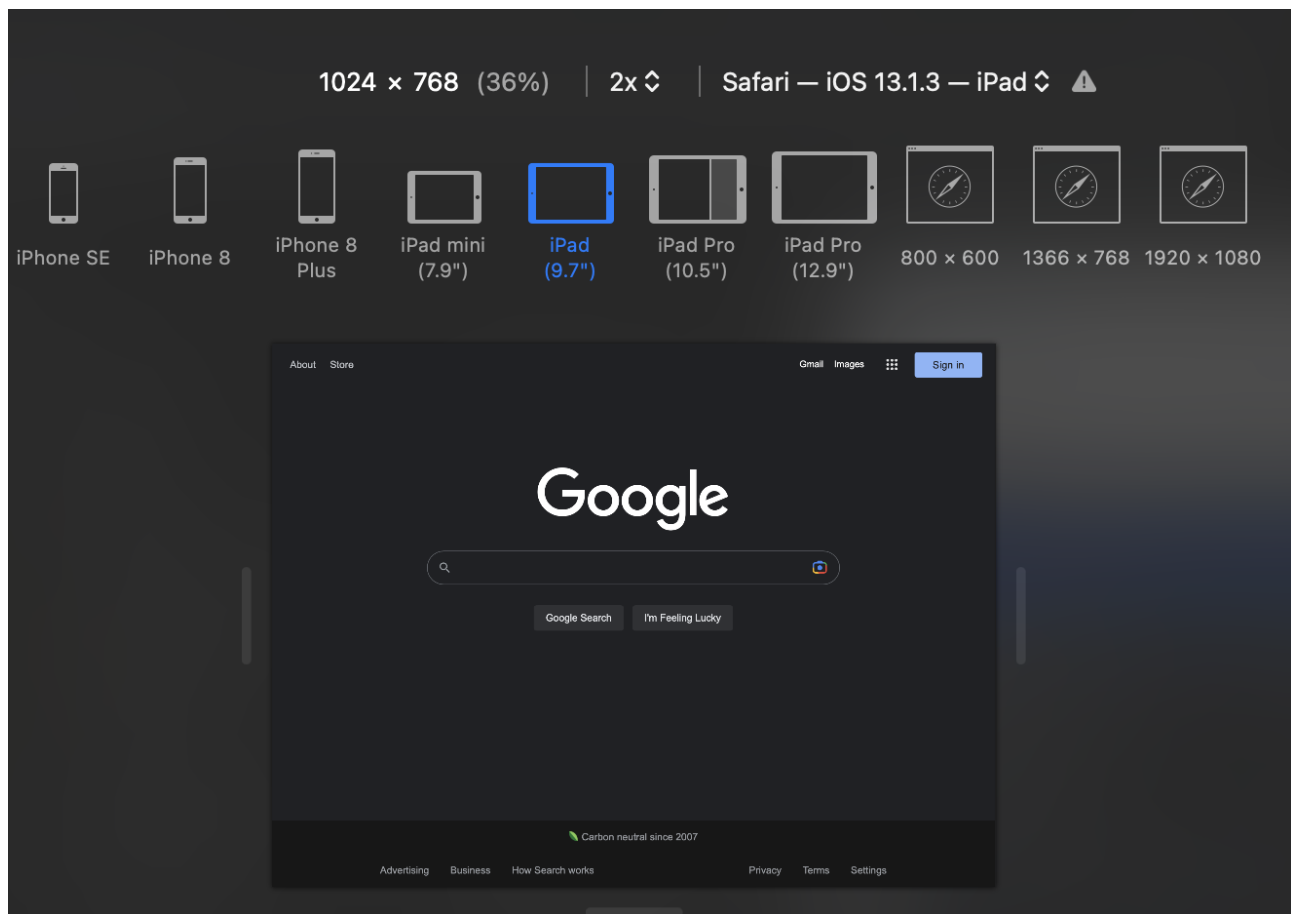 1024 × 768 (36%) 2x Safari — iOS 13.1.3 — iPad
iPhone SE
iPhone 8
iPhone 8
Plus
iPad mini
(7.9")
iPad
(9.7")
iPad Pro
(10.5")
iPad Pro
(12.9")
800 × 600
1366 × 768
1920 × 1080
About Store Gmail Images Sign in
Google
Google Search I'm Feeling Lucky
Carbon neutral since 2007
Advertising Business How Search works Privacy Terms Settings